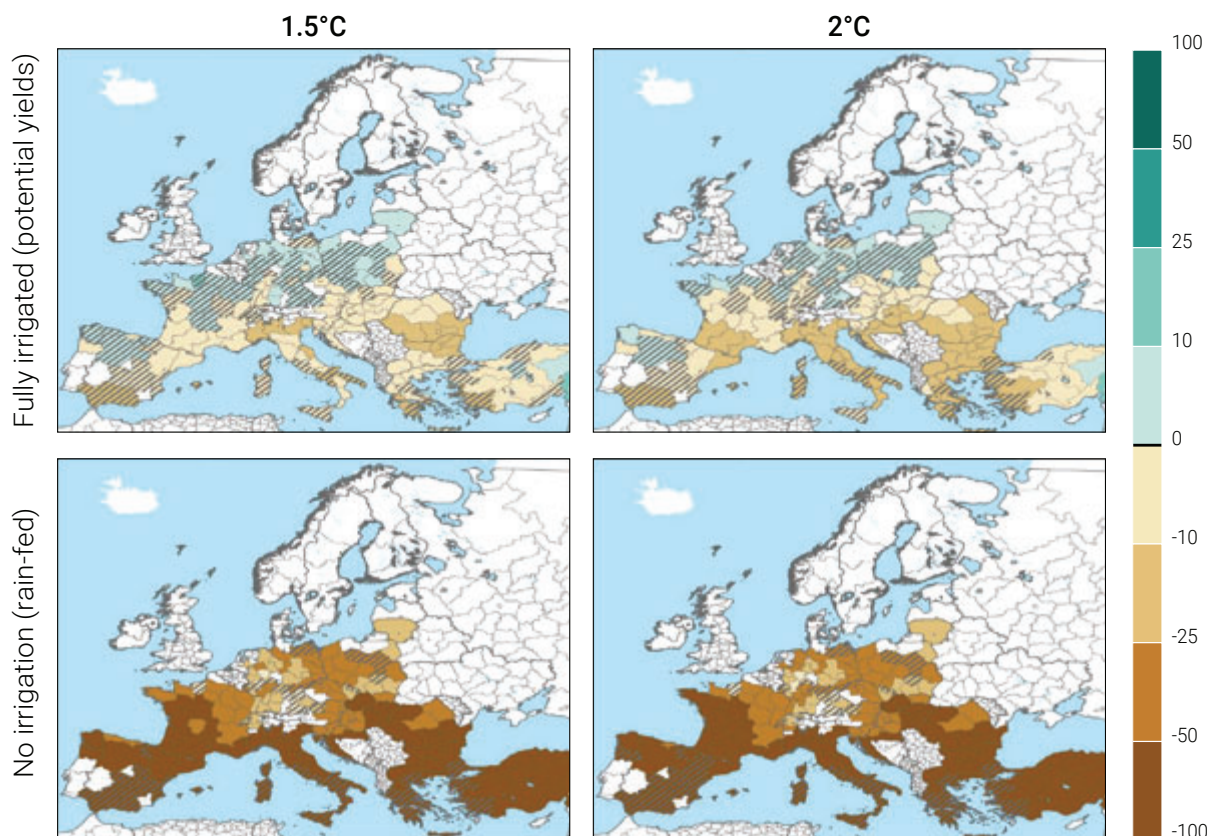 1.5°C
2°C
Fully irrigated (potential yields)
No irrigation (rain-fed)
100
50
25
10
0
-10
-25
-50
-100